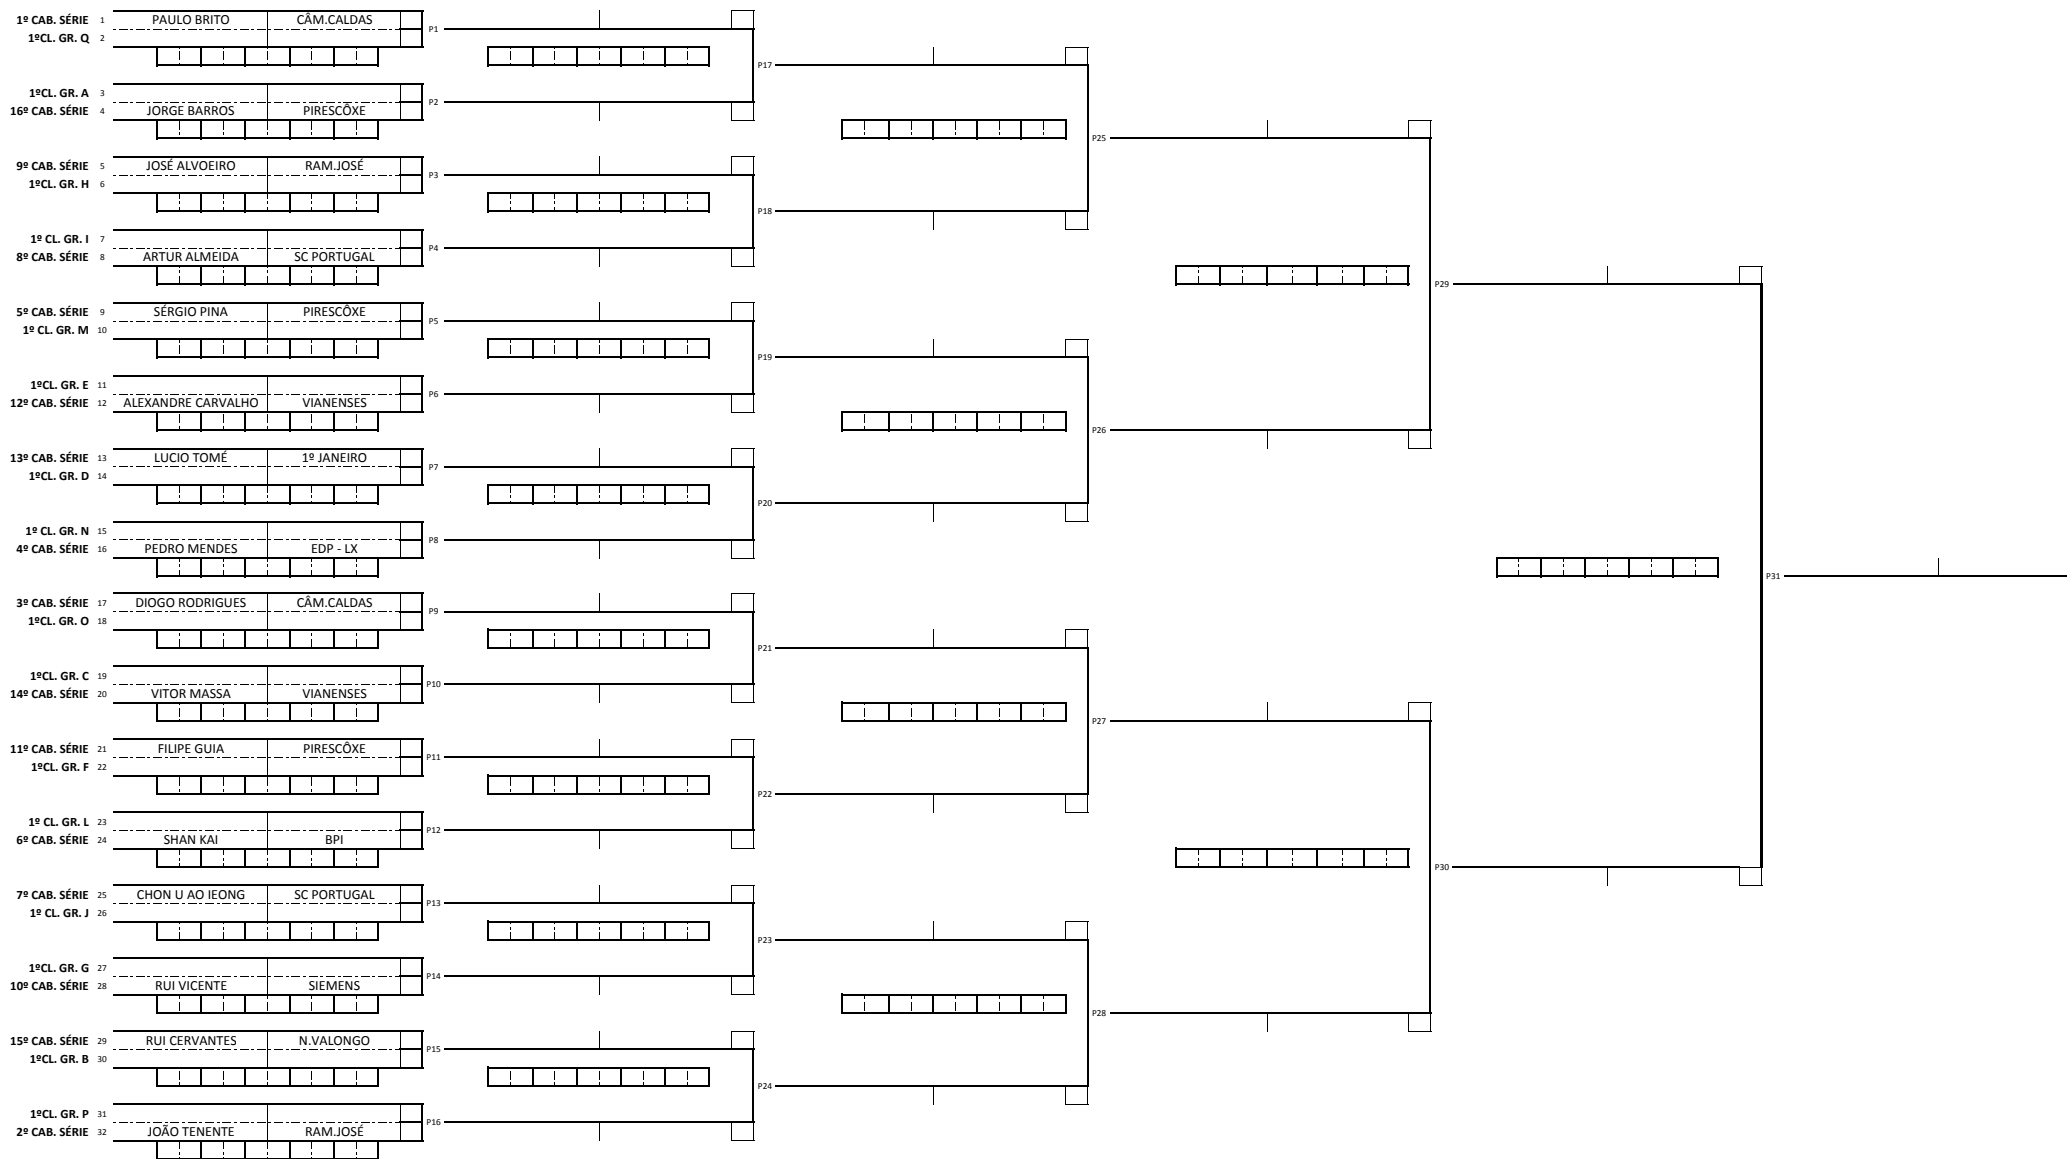 1º CAB. SÉRIE 1 PAULO BRITO CÂM.CALDAS
P1
1ºCL. GR. Q 2
P17
1ºCL. GR. A 3
P2
16º CAB. SÉRIE 4 JORGE BARROS PIRESCÔXE
P25
9º CAB. SÉRIE 5 JOSÉ ALVOEIRO RAM.JOSÉ
P3
1ºCL. GR. H 6
P18
1º CL. GR. I 7
P4
8º CAB. SÉRIE 8 ARTUR ALMEIDA SC PORTUGAL
P29
5º CAB. SÉRIE 9 SÉRGIO PINA PIRESCÔXE
P5
1º CL. GR. M 10
P19
1ºCL. GR. E 11
P6
12º CAB. SÉRIE 12 ALEXANDRE CARVALHO VIANENSES
P26
13º CAB. SÉRIE 13 LUCIO TOMÉ 1º JANEIRO
P7
1ºCL. GR. D 14
P20
1º CL. GR. N 15
P8
4º CAB. SÉRIE 16 PEDRO MENDES EDP - LX
P31
3º CAB. SÉRIE 17 DIOGO RODRIGUES CÂM.CALDAS
P9
1ºCL. GR. O 18
P21
1ºCL. GR. C 19
P10
14º CAB. SÉRIE 20 VITOR MASSA VIANENSES
P27
11º CAB. SÉRIE 21 FILIPE GUIA PIRESCÔXE
P11
1ºCL. GR. F 22
P22
1º CL. GR. L 23
P12
6º CAB. SÉRIE 24 SHAN KAI BPI
P30
7º CAB. SÉRIE 25 CHON U AO IEONG SC PORTUGAL
P13
1º CL. GR. J 26
P23
1ºCL. GR. G 27
P14
10º CAB. SÉRIE 28 RUI VICENTE SIEMENS
P28
15º CAB. SÉRIE 29 RUI CERVANTES N.VALONGO
P15
1ºCL. GR. B 30
P24
1ºCL. GR. P 31
P16
2º CAB. SÉRIE 32 JOÃO TENENTE RAM.JOSÉ